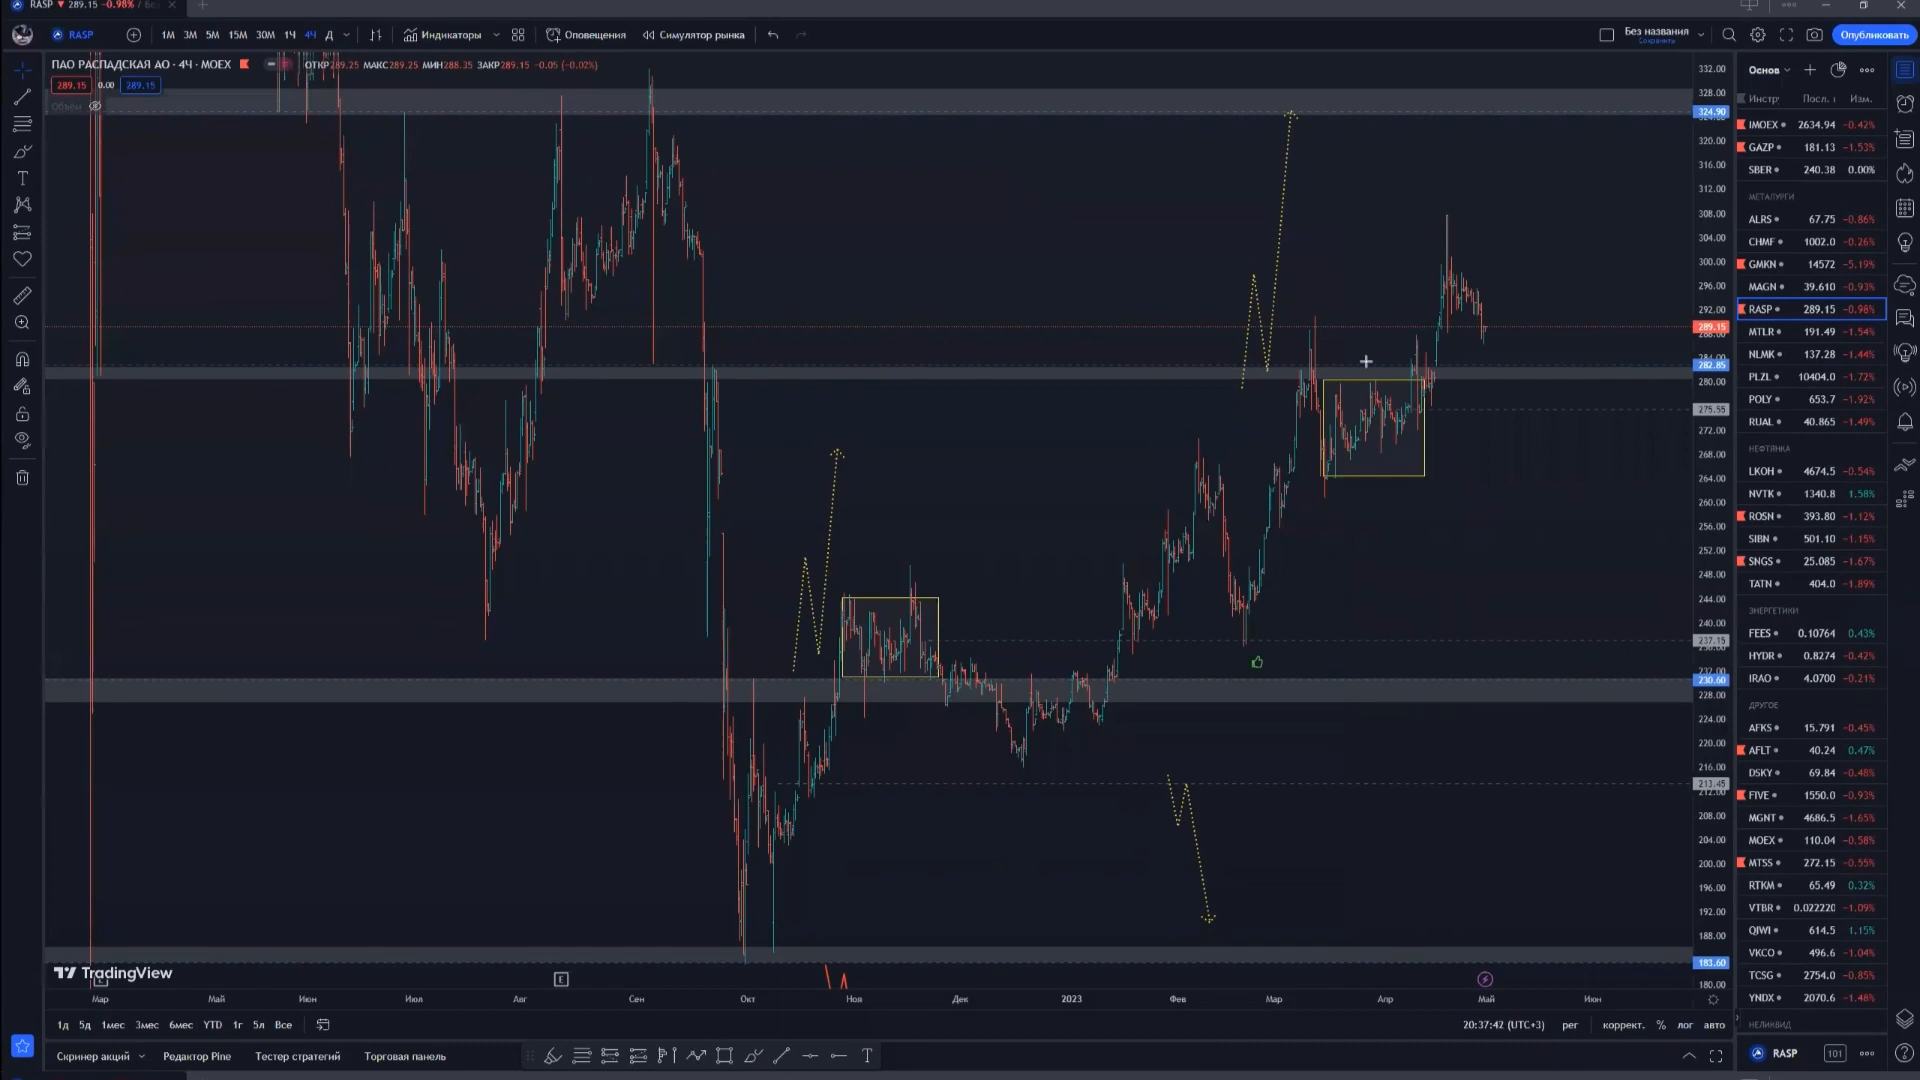 RASP ▼ 289.15 −0.98% /
RASP
1М 3М 5М 15М 30М 1Ч 4Ч Д
Индикаторы
Оповещения
Симулятор рынка
Без названия
Сохранить
Опубликовать
ПАО РАСПАДСКАЯ АО · 4Ч · MOEX
ОТКР289.25 МАКС289.25 МИН288.35 ЗАКР289.15 −0.05 (−0.02%)
289.15 0.00 289.15
Объём
332.00
328.00
324.90
320.00
316.00
312.00
308.00
304.00
300.00
296.00
292.00
289.15
282.85
280.00
275.55
272.00
268.00
264.00
260.00
256.00
252.00
248.00
244.00
240.00
237.15
232.00
230.60
228.00
224.00
220.00
216.00
213.45
212.00
208.00
204.00
200.00
196.00
192.00
188.00
183.60
180.00
TradingView
E
Мар Май Июн Июл Авг Сен Окт Ноя Дек 2023 Фев Мар Апр Май Июн
1д 5д 1мес 3мес 6мес YTD 1г 5л Все
20:37:42 (UTC+3) рег коррект. % лог авто
Скринер акций
Редактор Pine
Тестер стратегий
Торговая панель
Основ
Инстр Посл. Изм.
IMOEX 2634.94 −0.42%
GAZP 181.13 −1.53%
SBER 240.38 0.00%
МЕТАЛУРГИ
ALRS 67.75 −0.86%
CHMF 1002.0 −0.26%
GMKN 14572 −5.19%
MAGN 39.610 −0.93%
RASP 289.15 −0.98%
MTLR 191.49 −1.54%
NLMK 137.28 −1.44%
PLZL 10404.0 −1.72%
POLY 653.7 −1.92%
RUAL 40.865 −1.49%
НЕФТЯНКА
LKOH 4674.5 −0.54%
NVTK 1340.8 1.58%
ROSN 393.80 −1.12%
SIBN 501.10 −1.15%
SNGS 25.085 −1.67%
TATN 404.0 −1.89%
ЭНЕРГЕТИКИ
FEES 0.10764 0.43%
HYDR 0.8274 −0.42%
IRAO 4.0700 −0.21%
ДРУГОЕ
AFKS 15.791 −0.45%
AFLT 40.24 0.47%
DSKY 69.84 −0.48%
FIVE 1550.0 −0.93%
MGNT 4686.5 −1.65%
MOEX 110.04 −0.58%
MTSS 272.15 −0.55%
RTKM 65.49 0.32%
VTBR 0.022220 −1.09%
QIWI 614.5 1.15%
VKCO 496.6 −1.04%
TCSG 2754.0 −0.85%
YNDX 2070.6 −1.48%
НЕЛИКВИД
RASP 101